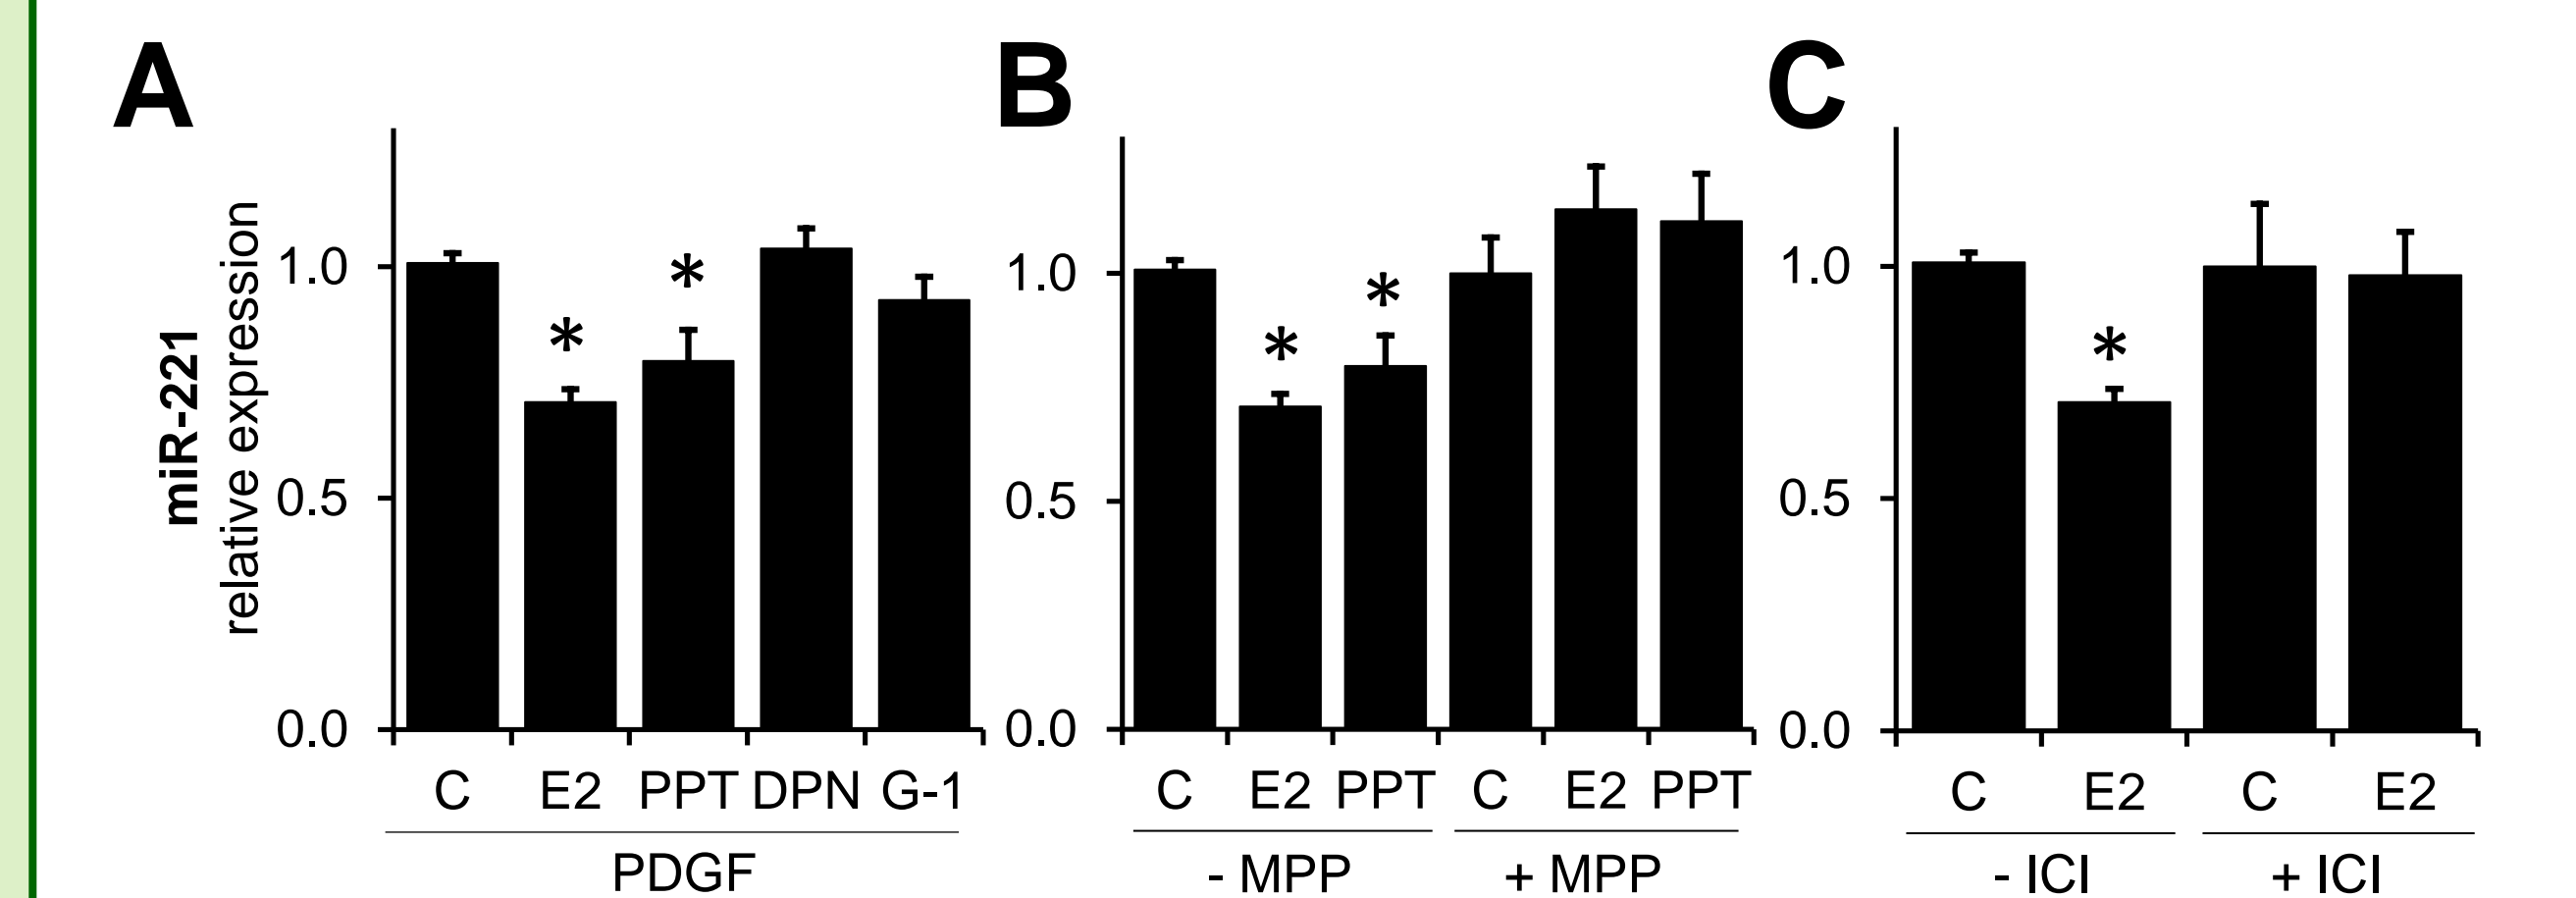 A
miR-221
relative expression
1.0
0.5
0.0
*
*
C E2 PPT DPN G-1
PDGF
B
1.0
0.5
0.0
*
*
C E2 PPT C E2 PPT
- MPP + MPP
C
1.0
0.5
0.0
*
C E2 C E2
- ICI + ICI